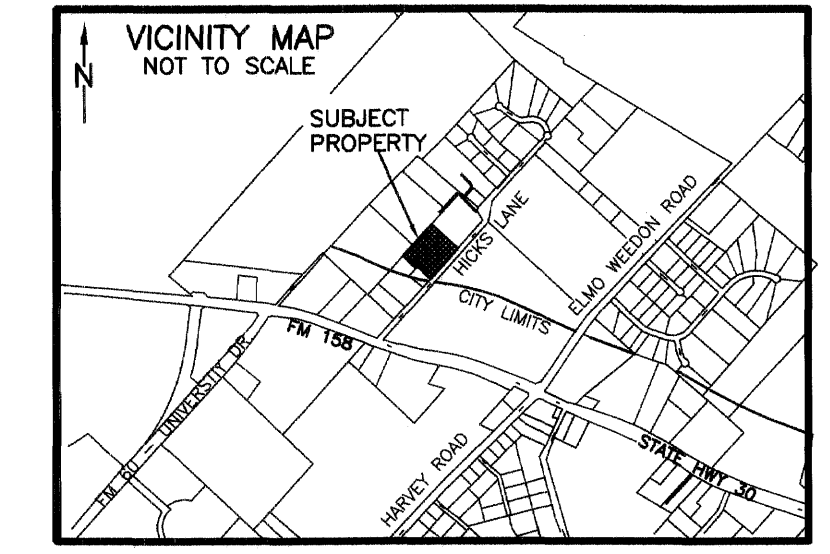 VICINITY MAP
NOT TO SCALE
N
SUBJECT
PROPERTY
HICKS LANE
ELMO WEEDON ROAD
CITY LIMITS
FM 158
FM 60 - UNIVERSITY DR.
HARVEY ROAD
STATE HWY 30